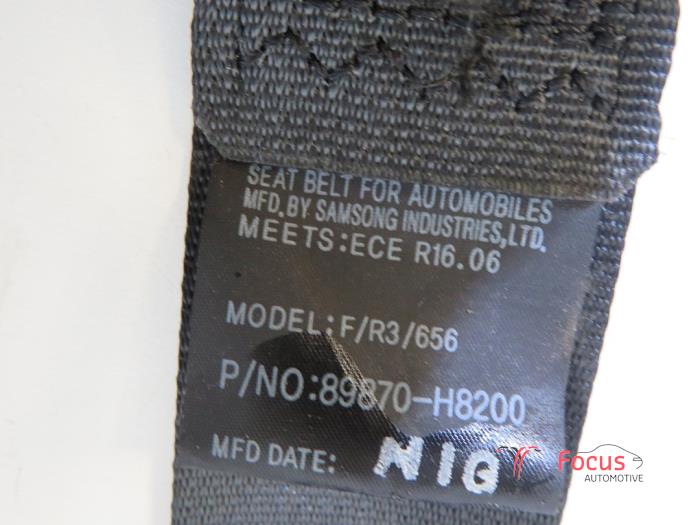 SEAT BELT FOR AUTOMOBILES
MFD. BY SAMSONG INDUSTRIES,LTD.
MEETS:ECE R16.06
MODEL:F/R3/656
P/NO:89870-H8200
MFD DATE:
Focus
AUTOMOTIVE